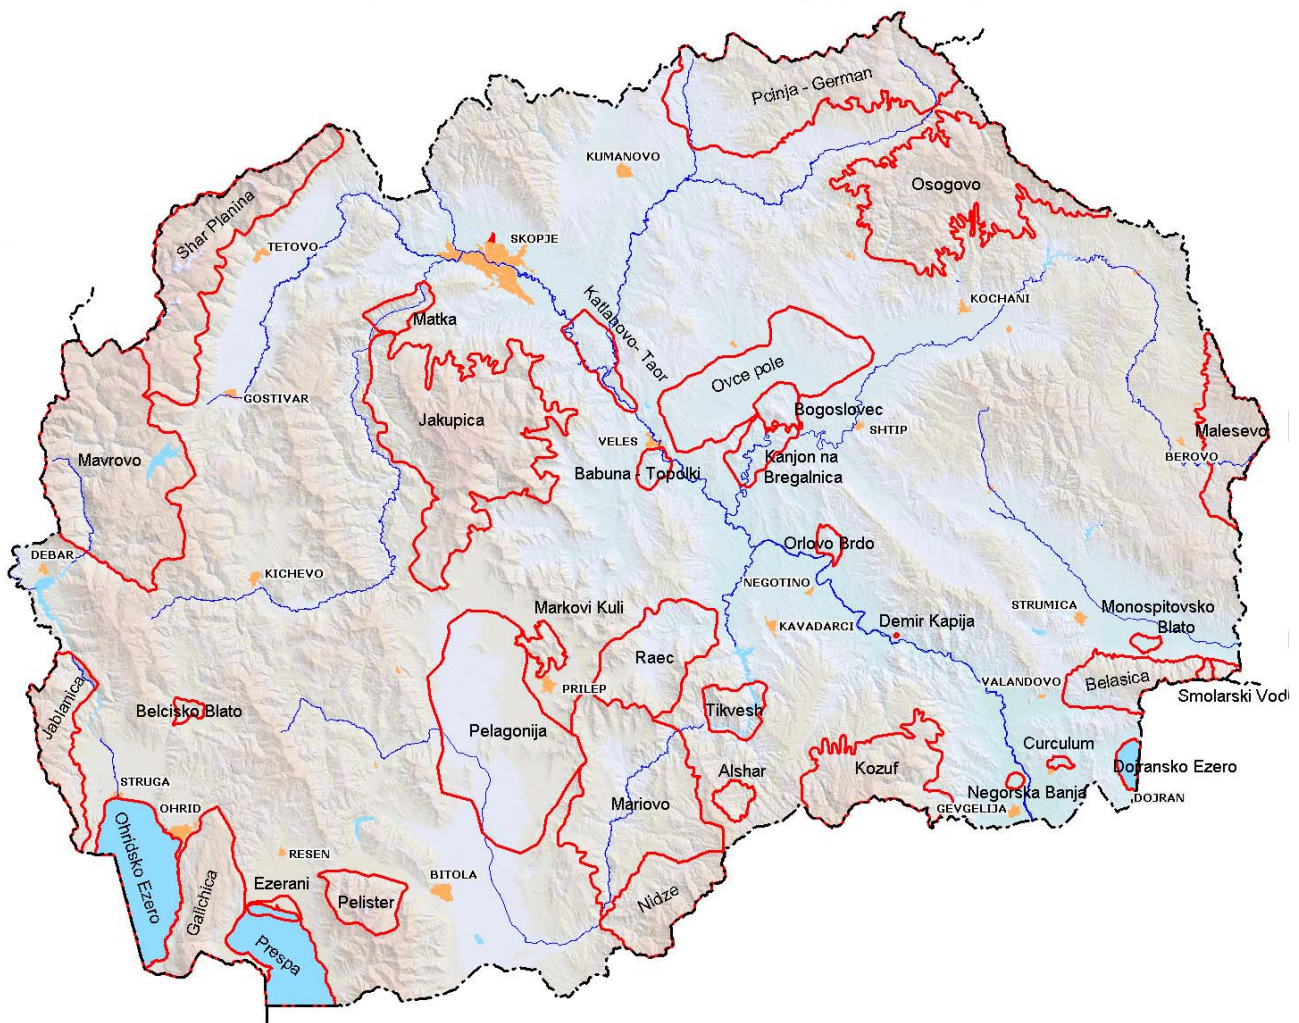 Pcinja - German
KUMANOVO
Osogovo
Shar Planina
TETOVO
SKOPJE
KOCHANI
Katlanovo- Taor
Matka
Ovce pole
GOSTIVAR
Jakupica
Bogoslovec
SHTIP
Malesevo
VELES
Mavrovo
Kanjon na
Bregalnica
BEROVO
Babuna - Topolki
Orlovo Brdo
DEBAR
KICHEVO
NEGOTINO
Markovi Kuli
STRUMICA
Monospitovsko
Blato
KAVADARCI
Demir Kapija
Raec
PRILEP
VALANDOVO
Belasica
Smolarski Vod
Jablanica
Belcisko Blato
Tikvesh
Pelagonija
Curculum
Alshar
Kozuf
Dojransko Ezero
STRUGA
Negorska Banja
DOJRAN
Mariovo
GEVGELIJA
OHRID
Ohridsko Ezero
RESEN
Galichica
Ezerani
BITOLA
Pelister
Nidze
Prespa